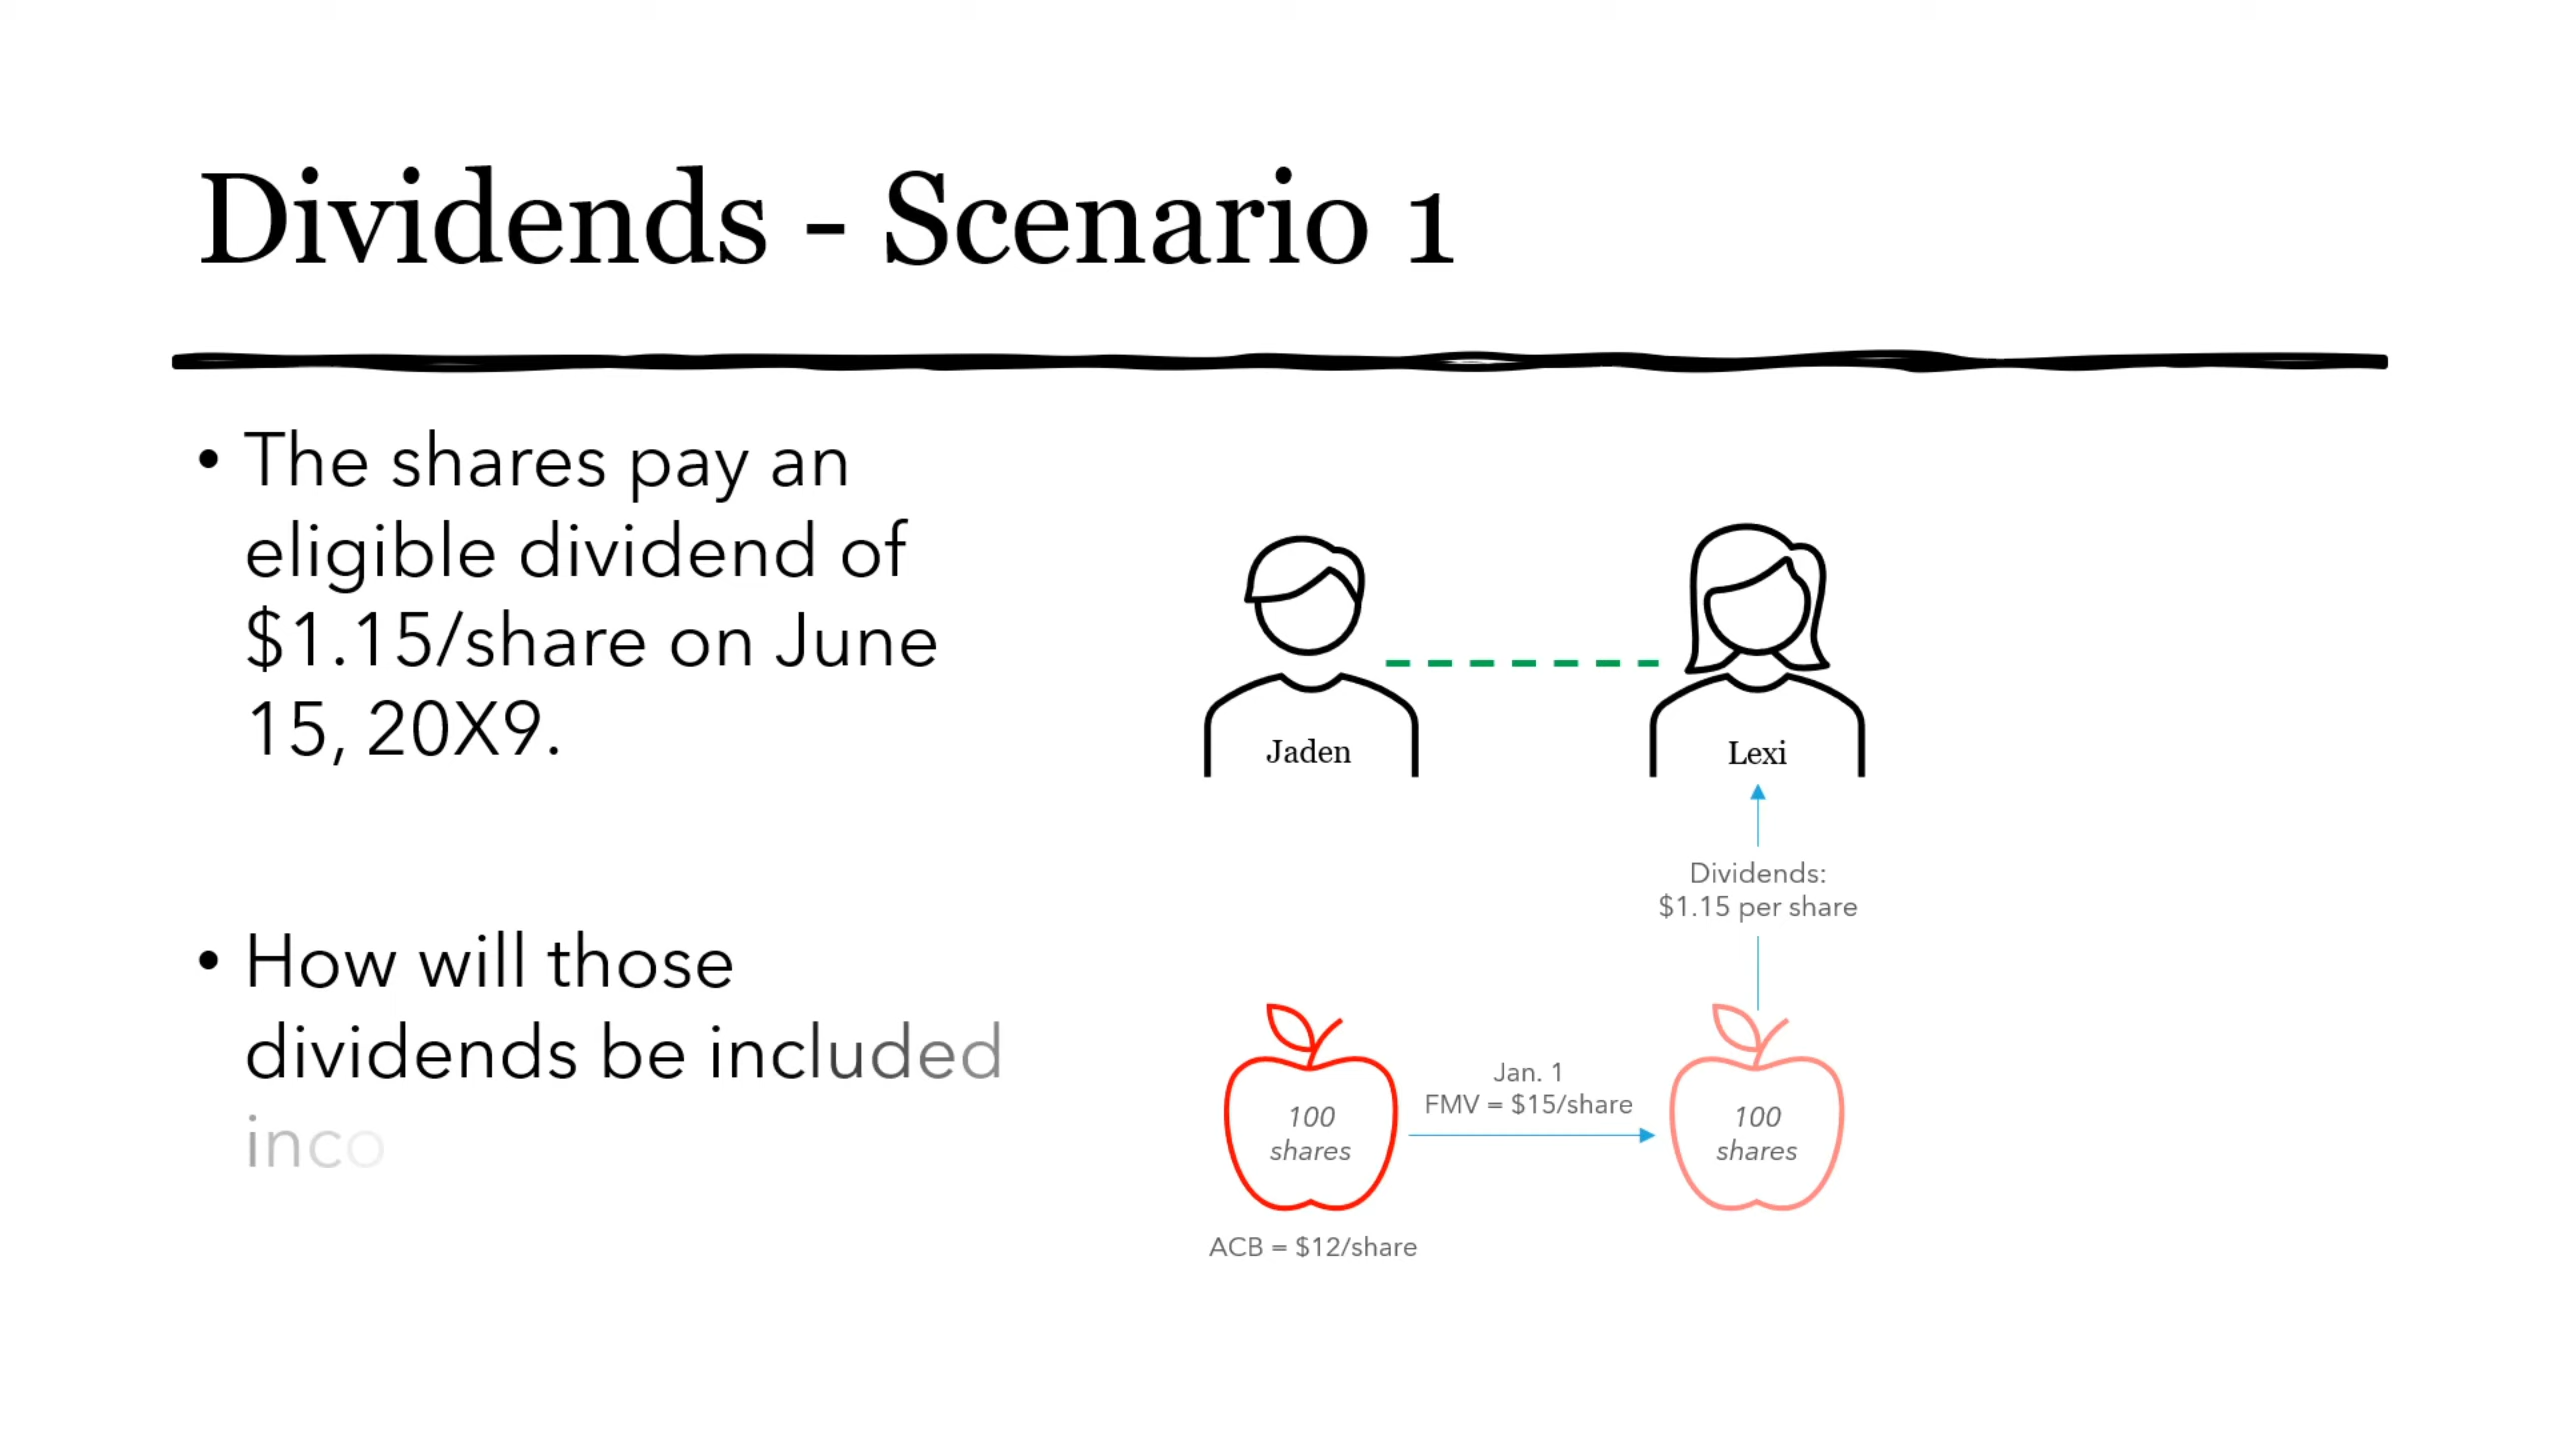 Dividends - Scenario 1
• The shares pay an
eligible dividend of
$1.15/share on June
15, 20X9.
• How will those
dividends be included
inco
Jaden
Lexi
Dividends:
$1.15 per share
100
shares
Jan. 1
FMV = $15/share
100
shares
ACB = $12/share